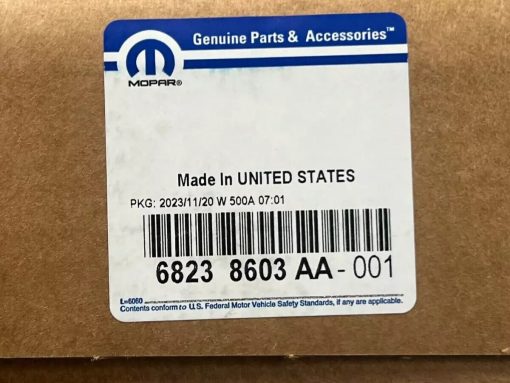 Genuine Parts & Accessories™
MOPAR®
Made In UNITED STATES
PKG: 2023/11/20 W 500A 07:01
6823 8603 AA - 001
L=6060
Contents conform to U.S. Federal Motor Vehicle Safety Standards, if any are applicable.